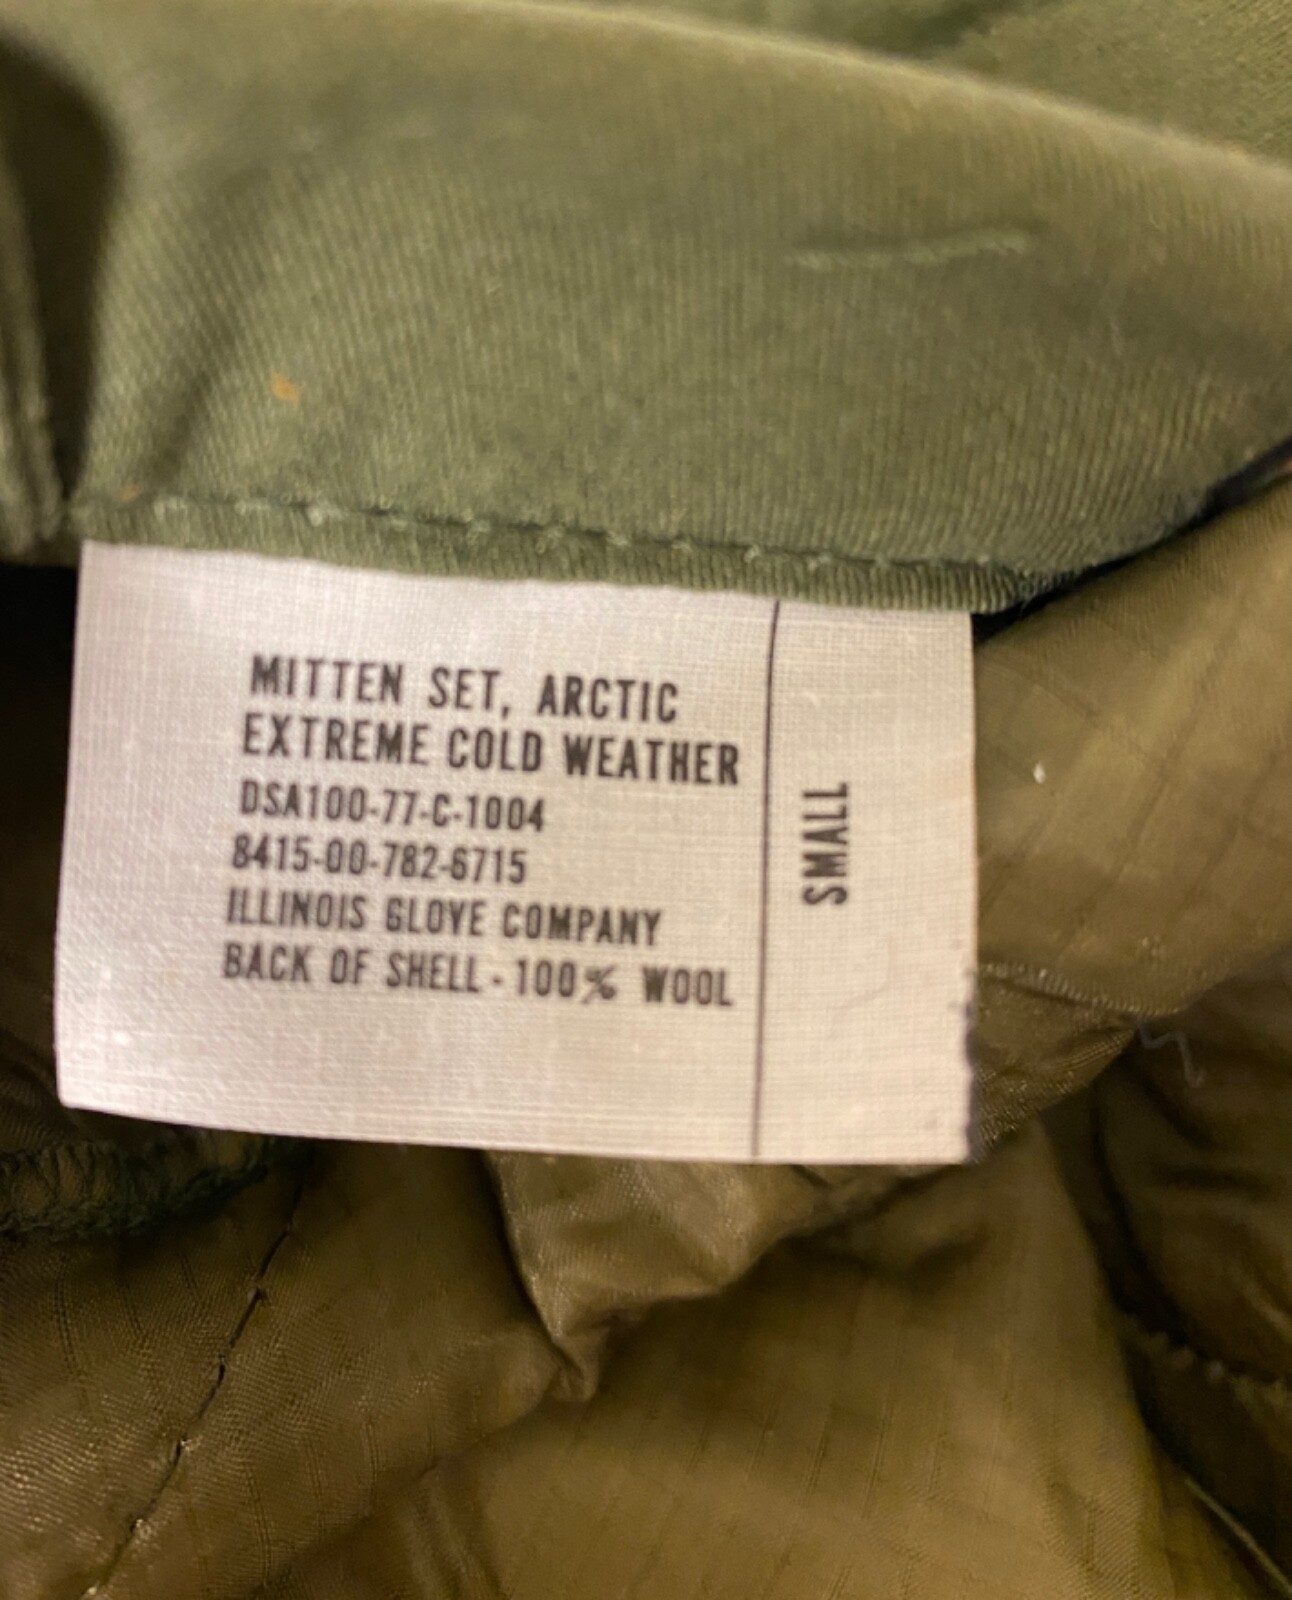 MITTEN SET, ARCTIC
EXTREME COLD WEATHER
DSA100-77-C-1004
8415-00-782-6715
ILLINOIS GLOVE COMPANY
BACK OF SHELL - 100% WOOL
SMALL